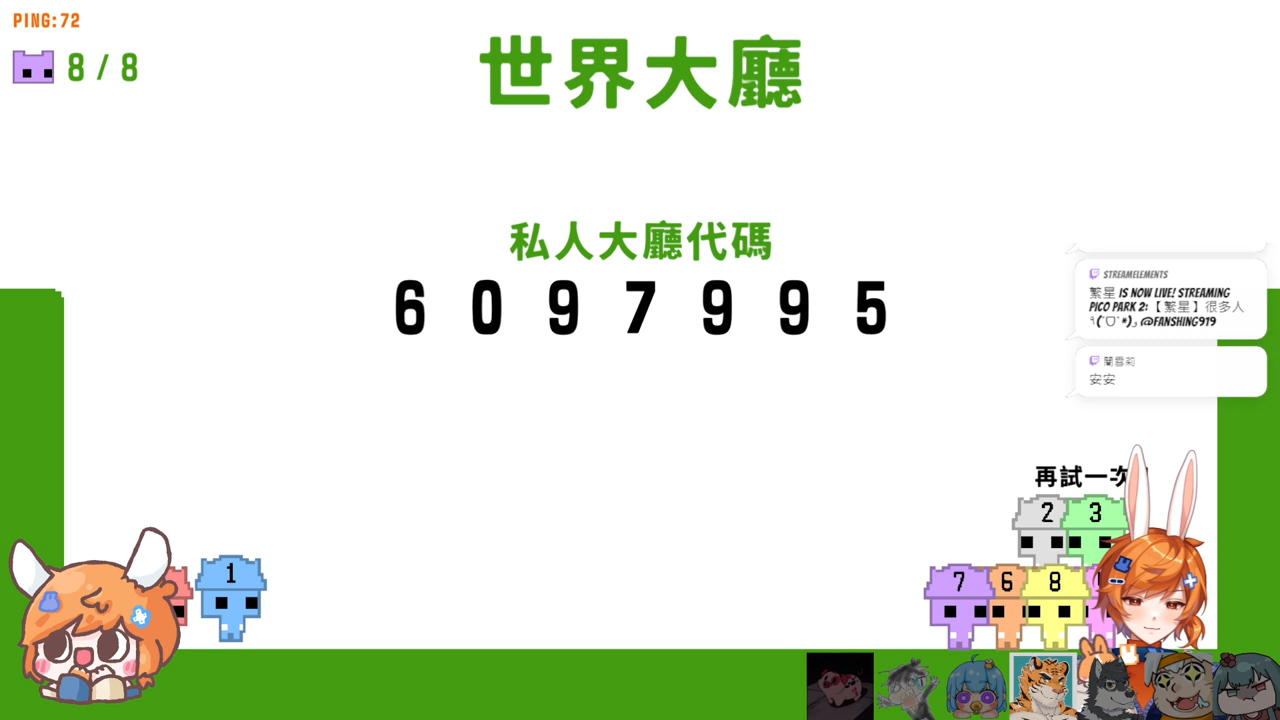 PING:72
8 / 8
世界大廳
私人大廳代碼
6 0 9 7 9 9 5
STREAMELEMENTS
繁星 IS NOW LIVE! STREAMING
PICO PARK 2:【繁星】很多人
@FANSHING919
蘭雪莉
安安
再試一次
2 3
1
7 6 8